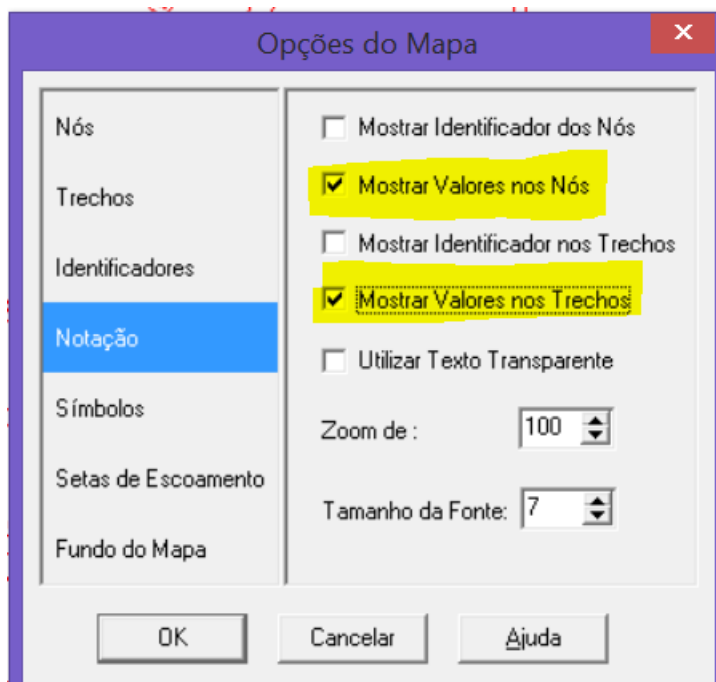 Opções do Mapa
Nós
Trechos
Identificadores
Notação
Símbolos
Setas de Escoamento
Fundo do Mapa
Mostrar Identificador dos Nós
Mostrar Valores nos Nós
Mostrar Identificador nos Trechos
Mostrar Valores nos Trechos
Utilizar Texto Transparente
Zoom de : 100
Tamanho da Fonte: 7
OK Cancelar Ajuda